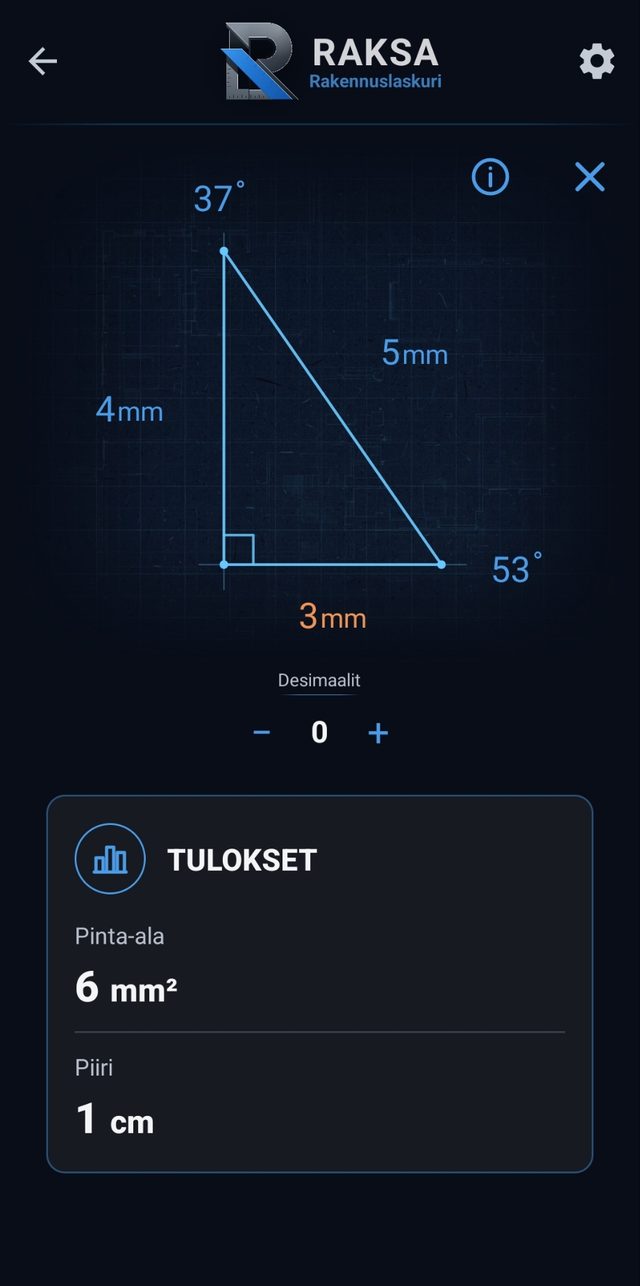 RAKSA
Rakennuslaskuri
37°
5mm
4mm
53°
3mm
Desimaalit
− 0 +
TULOKSET
Pinta-ala
6 mm²
Piiri
1 cm